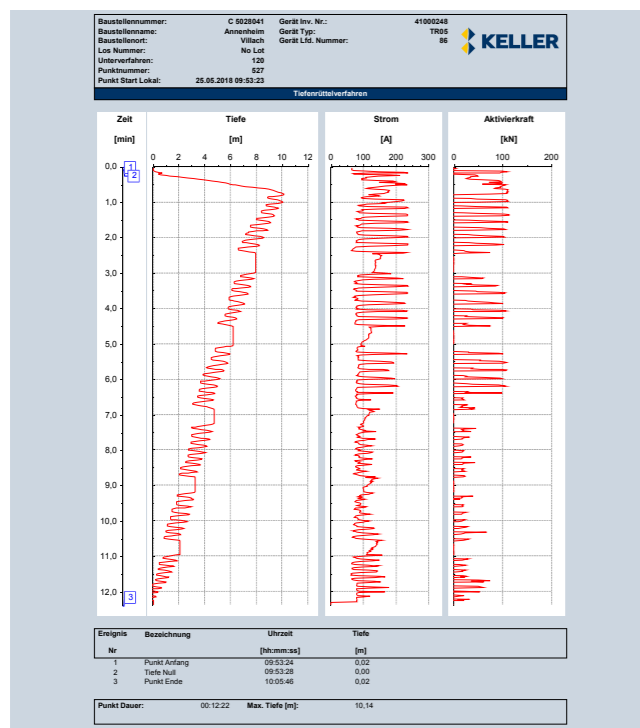 Baustellennummer: C 5028041 Gerät Inv. Nr.: 41000248
Baustellenname: Annenheim Gerät Typ: TR05
Baustellenort: Villach Gerät Lfd. Nummer: 86
Los Nummer: No Lot
Unterverfahren: 120
Punktnummer: 527
Punkt Start Lokal: 25.05.2018 09:53:23
KELLER
Tiefenrüttelverfahren
Zeit Tiefe Strom Aktivierkraft
[min] [m] [A] [kN]
0 2 4 6 8 10 12 0 100 200 300 0 100 200
0,0
1
2
1,0
2,0
3,0
4,0
5,0
6,0
7,0
8,0
9,0
10,0
11,0
12,0
3
Ereignis Bezeichnung Uhrzeit Tiefe
Nr [hh:mm:ss] [m]
1 Punkt Anfang 09:53:24 0,02
2 Tiefe Null 09:53:28 0,00
3 Punkt Ende 10:05:46 0,02
Punkt Dauer: 00:12:22 Max. Tiefe [m]: 10,14